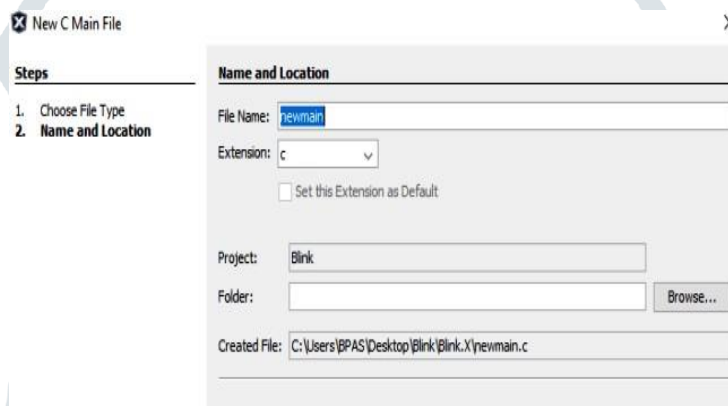 New C Main File
Steps
1. Choose File Type
2. Name and Location
Name and Location
File Name: newmain
Extension: c
Set this Extension as Default
Project: Blink
Folder:
Browse...
Created File: C:\Users\BPAS\Desktop\Blink\Blink.X\newmain.c